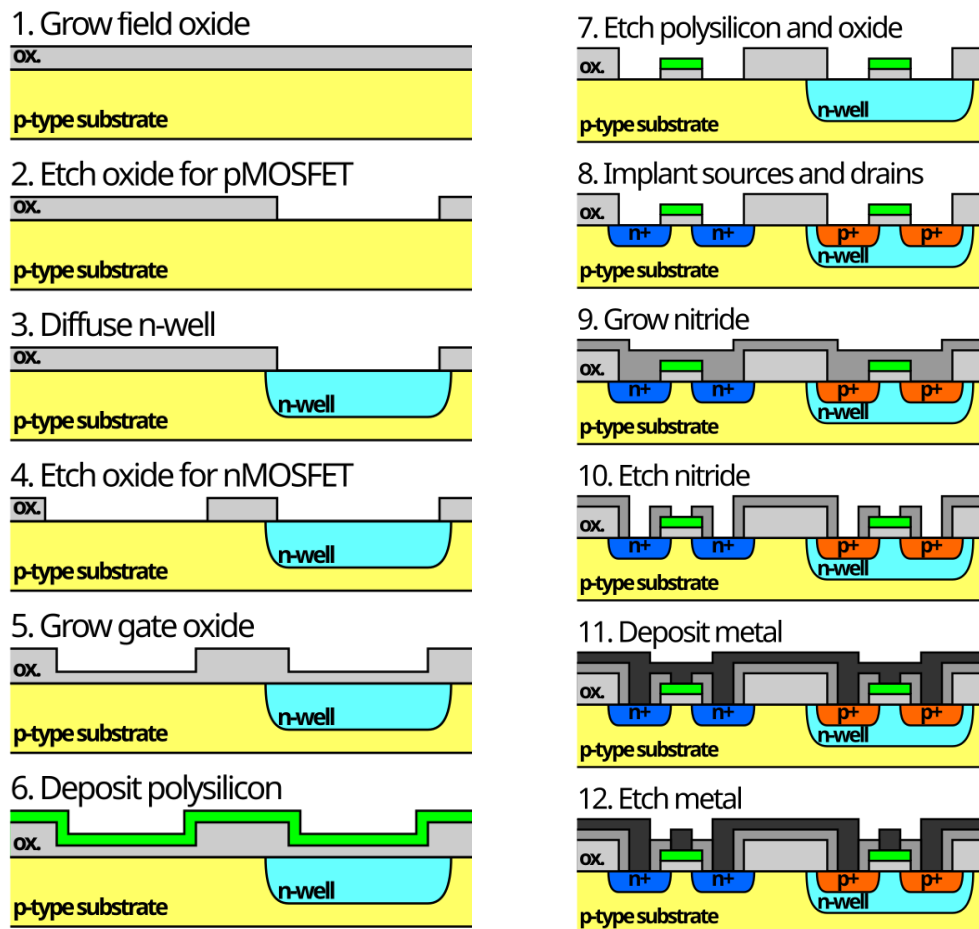 1. Grow field oxide
ox.
p-type substrate
2. Etch oxide for pMOSFET
ox.
p-type substrate
3. Diffuse n-well
ox.
n-well
p-type substrate
4. Etch oxide for nMOSFET
ox.
n-well
p-type substrate
5. Grow gate oxide
ox.
n-well
p-type substrate
6. Deposit polysilicon
ox.
n-well
p-type substrate
7. Etch polysilicon and oxide
ox.
n-well
p-type substrate
8. Implant sources and drains
ox.
n+ n+ p+ p+
n-well
p-type substrate
9. Grow nitride
ox.
n+ n+ p+ p+
n-well
p-type substrate
10. Etch nitride
ox.
n+ n+ p+ p+
n-well
p-type substrate
11. Deposit metal
ox.
n+ n+ p+ p+
n-well
p-type substrate
12. Etch metal
ox.
n+ n+ p+ p+
n-well
p-type substrate